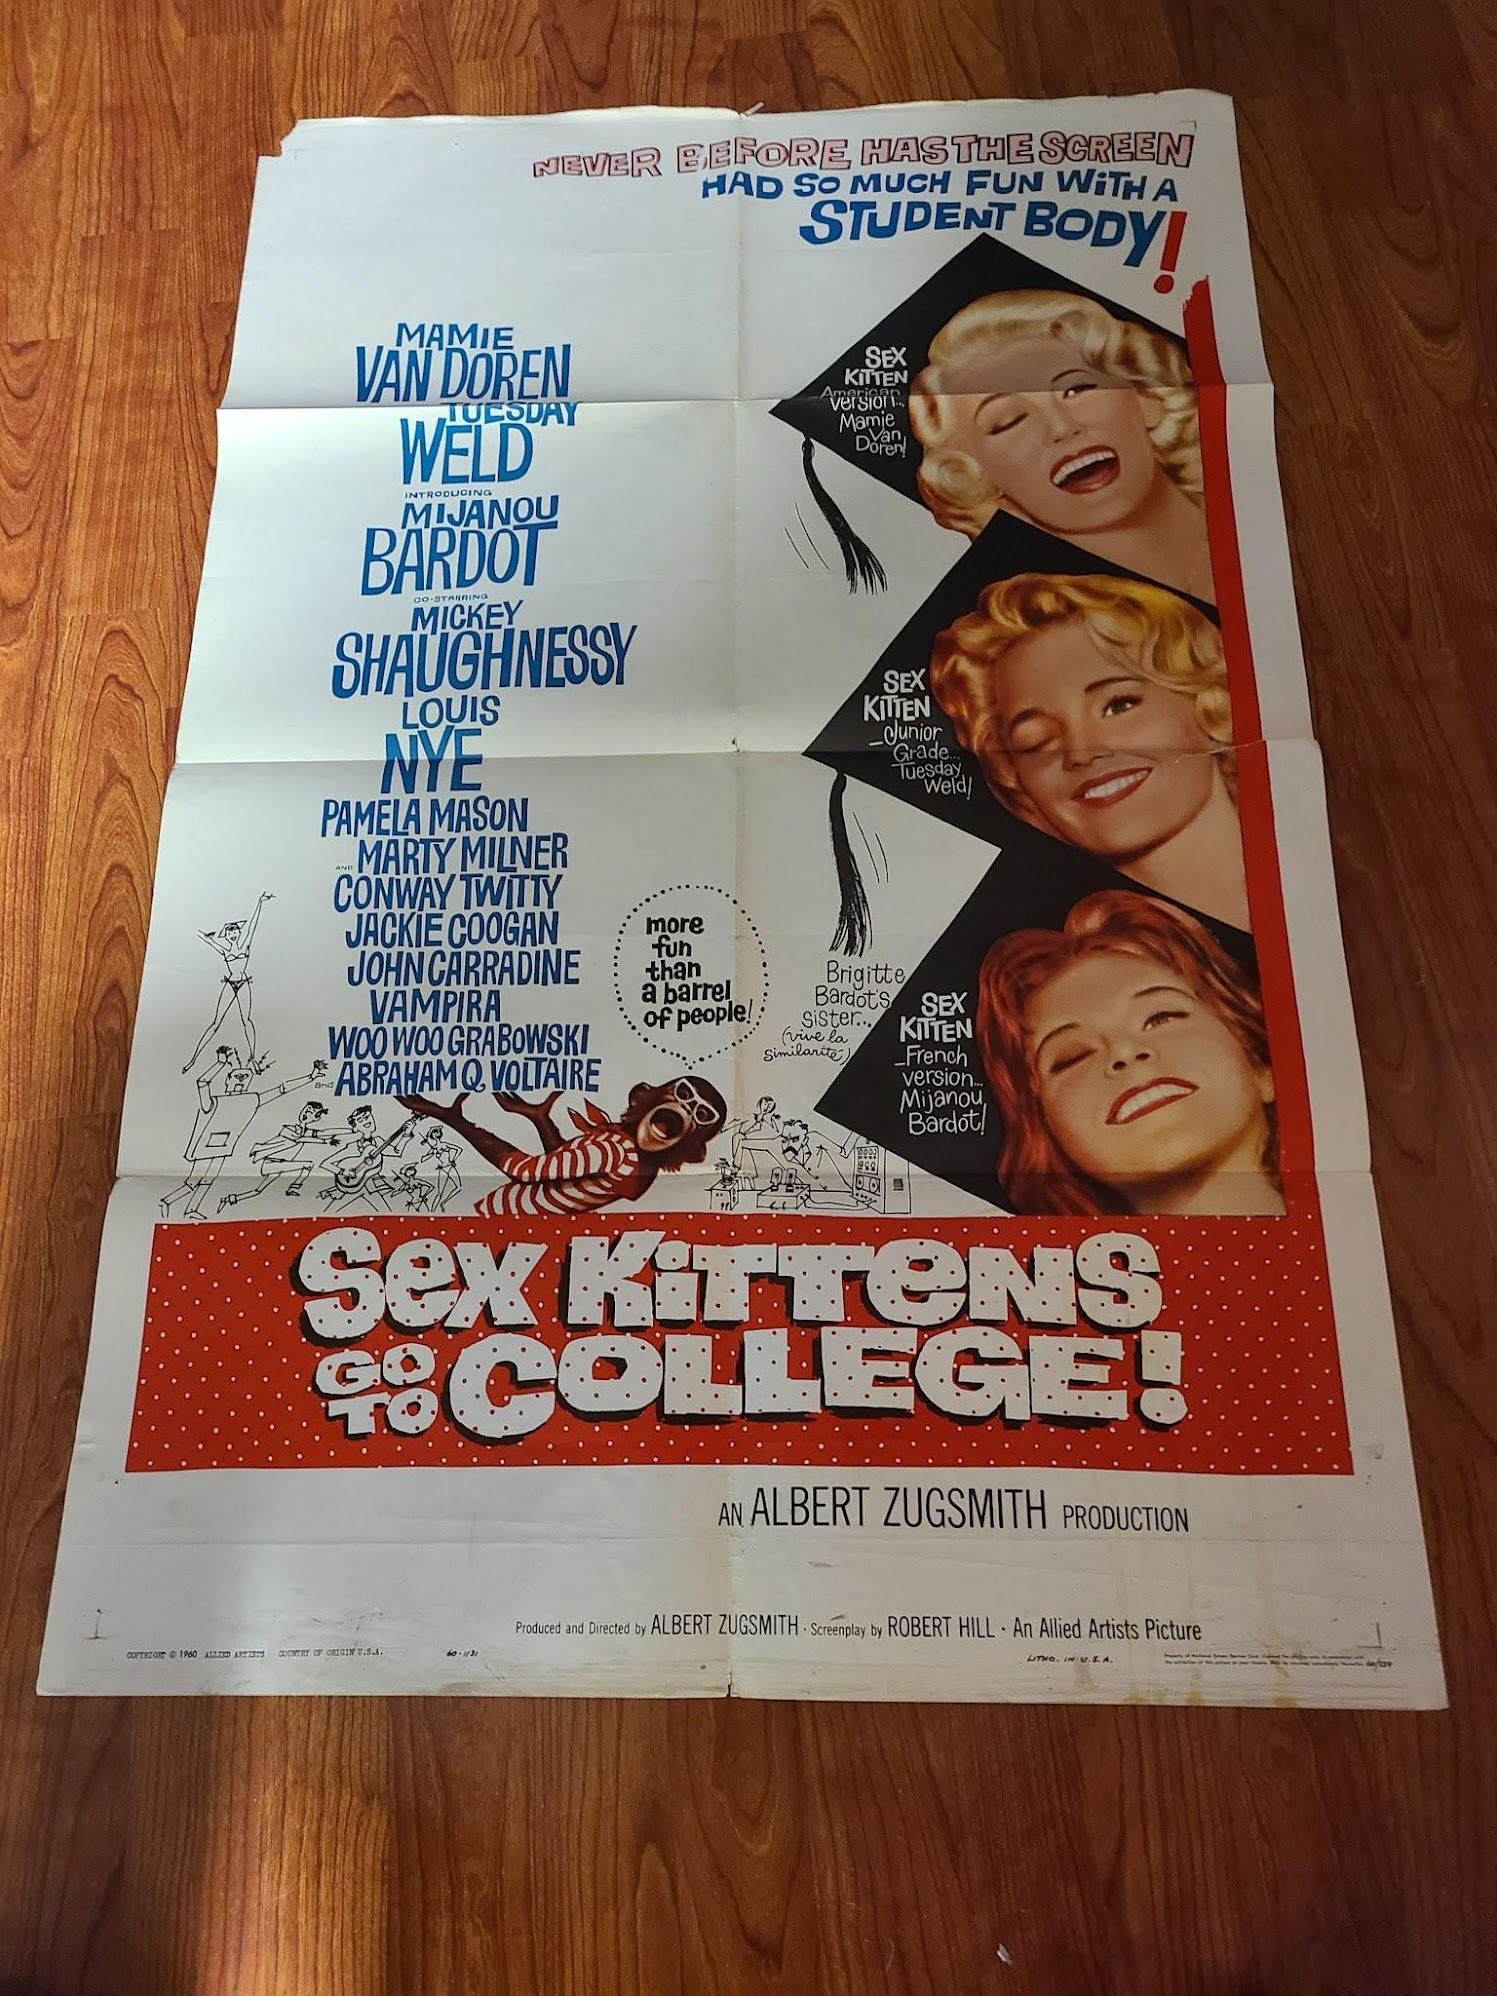 NEVER BEFORE HAS THE SCREEN
HAD SO MUCH FUN WITH A
STUDENT BODY!
MAMIE
VAN DOREN
TUESDAY
WELD
INTRODUCING
MIJANOU
BARDOT
CO-STARRING
MICKEY
SHAUGHNESSY
LOUIS
NYE
PAMELA MASON
AND MARTY MILNER
CONWAY TWITTY
JACKIE COOGAN
JOHN CARRADINE
VAMPIRA
WOO WOO GRABOWSKI
and ABRAHAM Q. VOLTAIRE
SEX
KITTEN
American
version...
Mamie
Van
Doren!
SEX
KITTEN
-Junior
Grade...
Tuesday
Weld!
Brigitte
Bardot's
sister...
(vive la
similarité)
SEX
KITTEN
-French
version...
Mijanou
Bardot!
more
fun
than
a barrel
of people!
SEX KiTTENS
GO TO COLLEGE!
AN ALBERT ZUGSMITH PRODUCTION
Produced and Directed by ALBERT ZUGSMITH · Screenplay by ROBERT HILL · An Allied Artists Picture
COPYRIGHT © 1960 ALLIED ARTISTS COUNTRY OF ORIGIN U.S.A. 60-1131
LITHO. IN U.S.A.